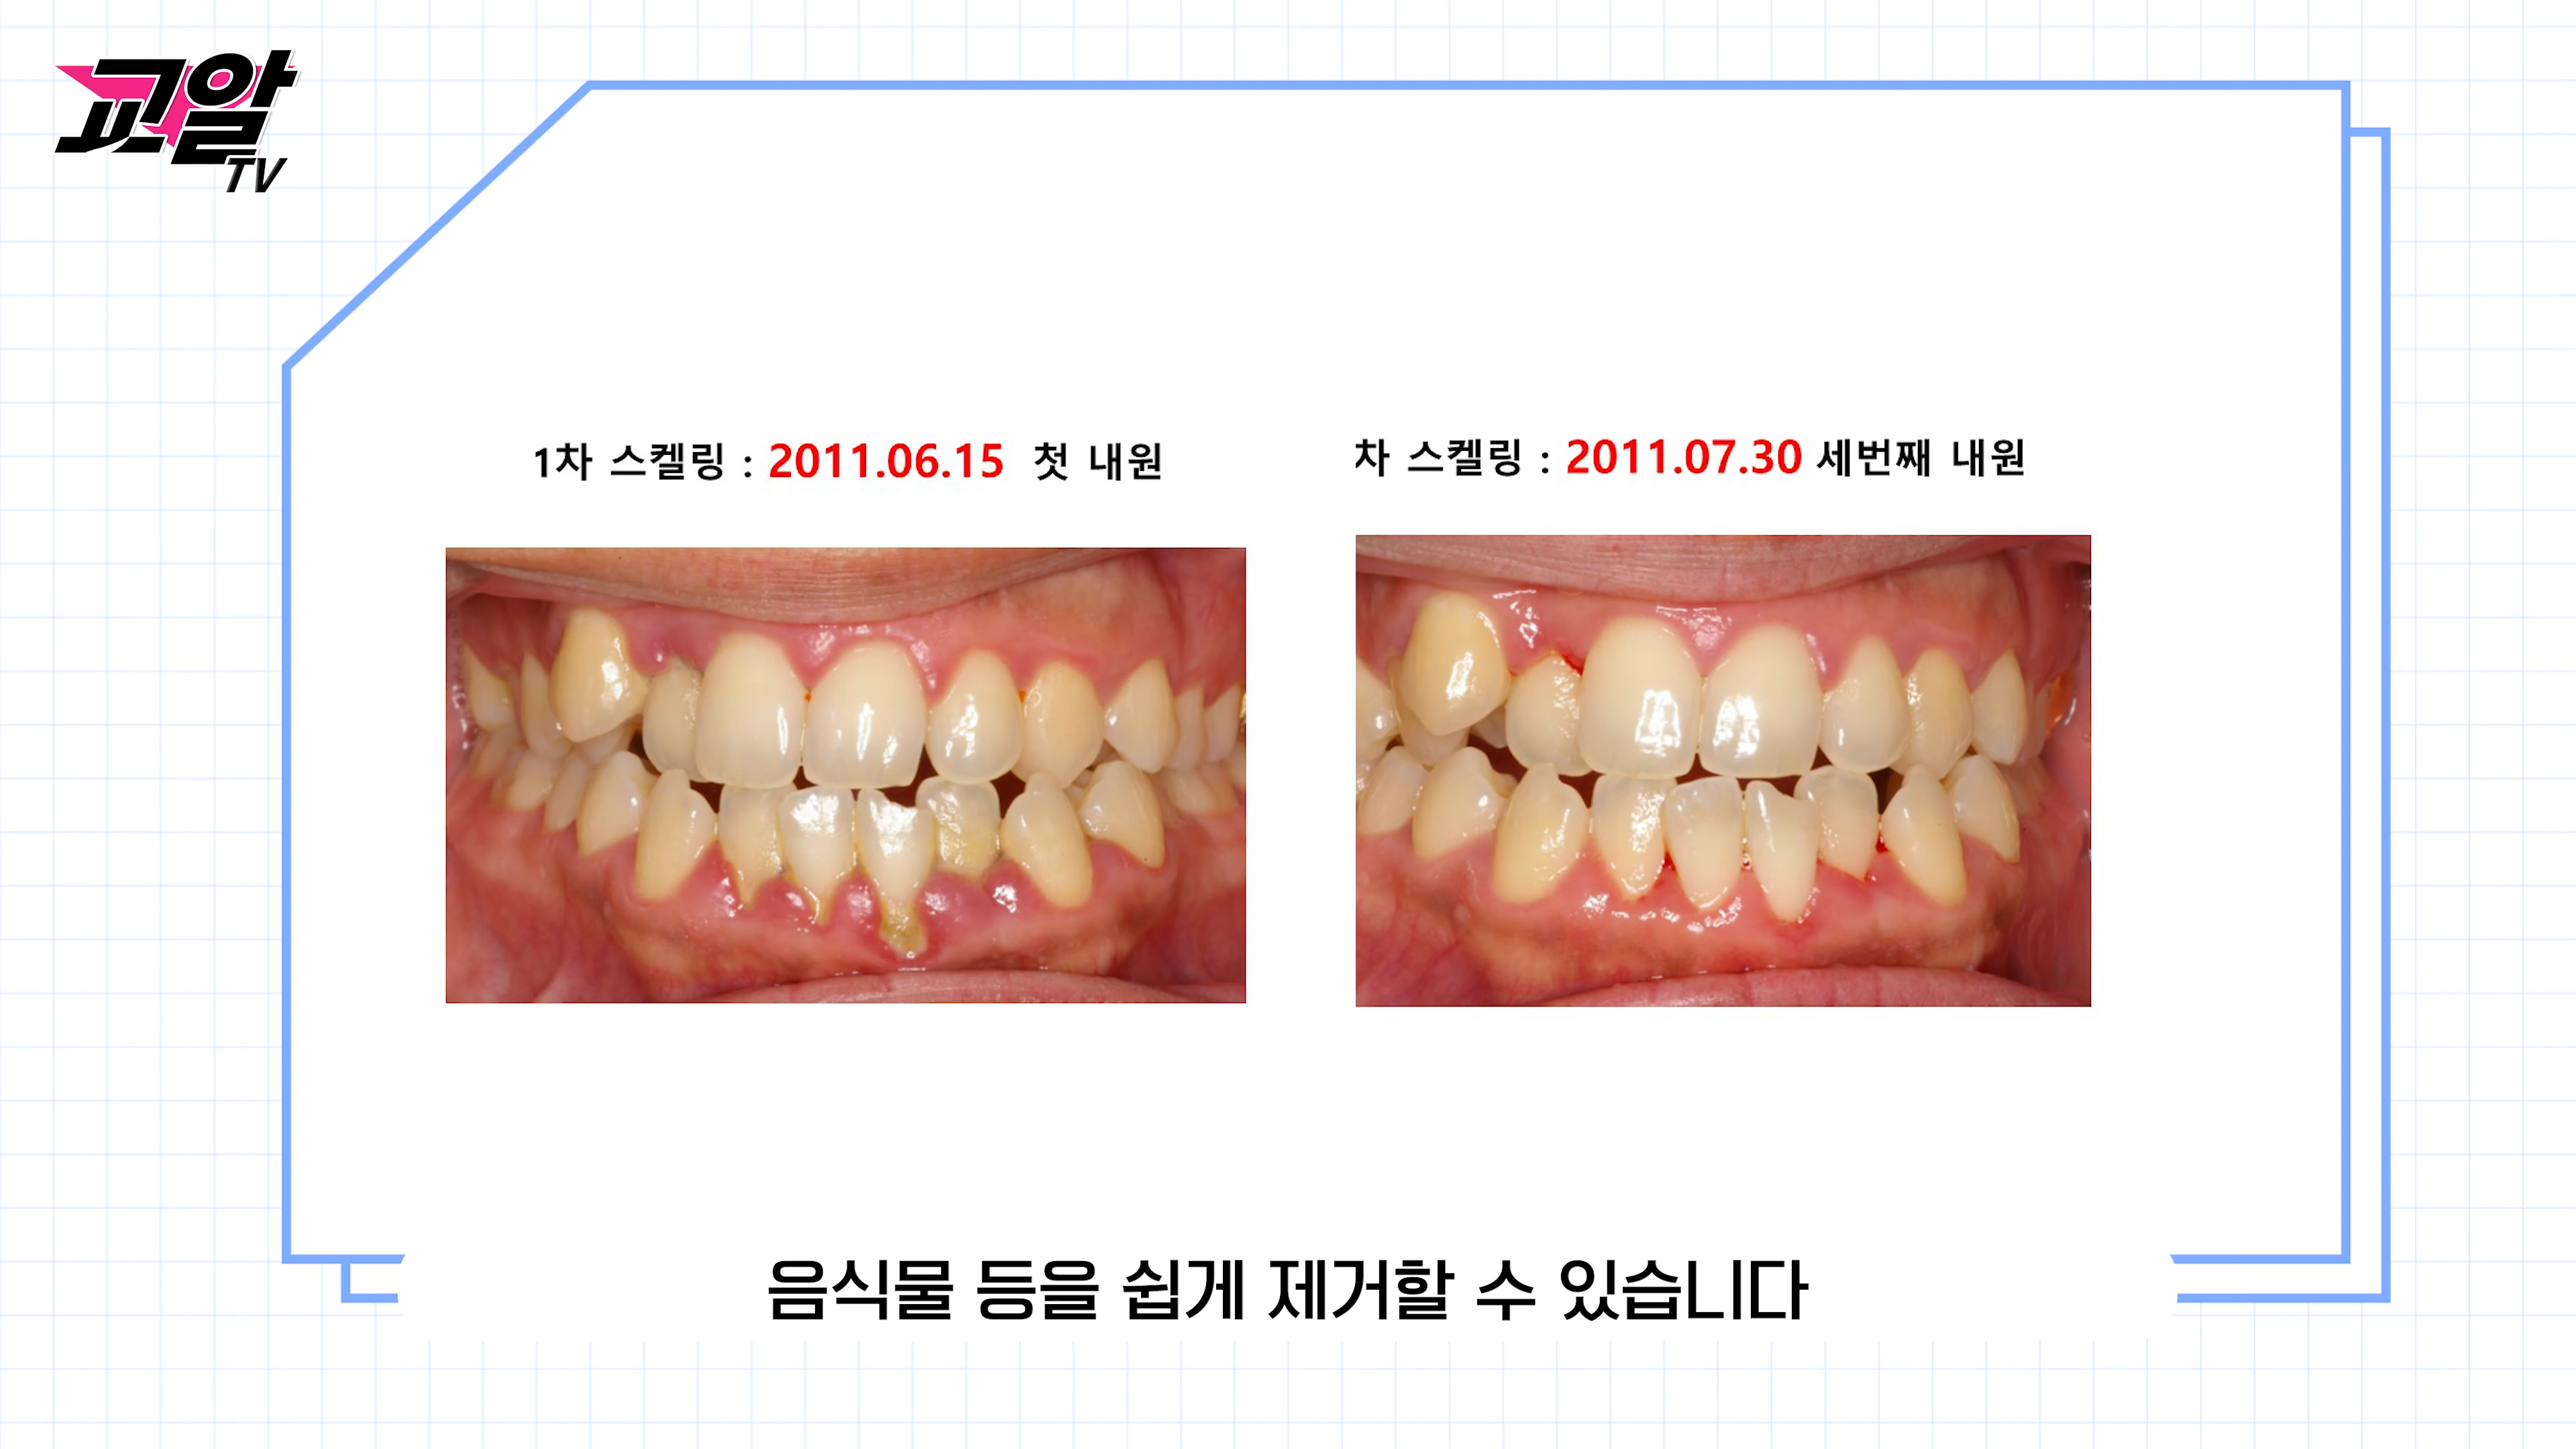 교알
TV
1차 스켈링 : 2011.06.15 첫 내원
차 스켈링 : 2011.07.30 세번째 내원
음식물 등을 쉽게 제거할 수 있습니다